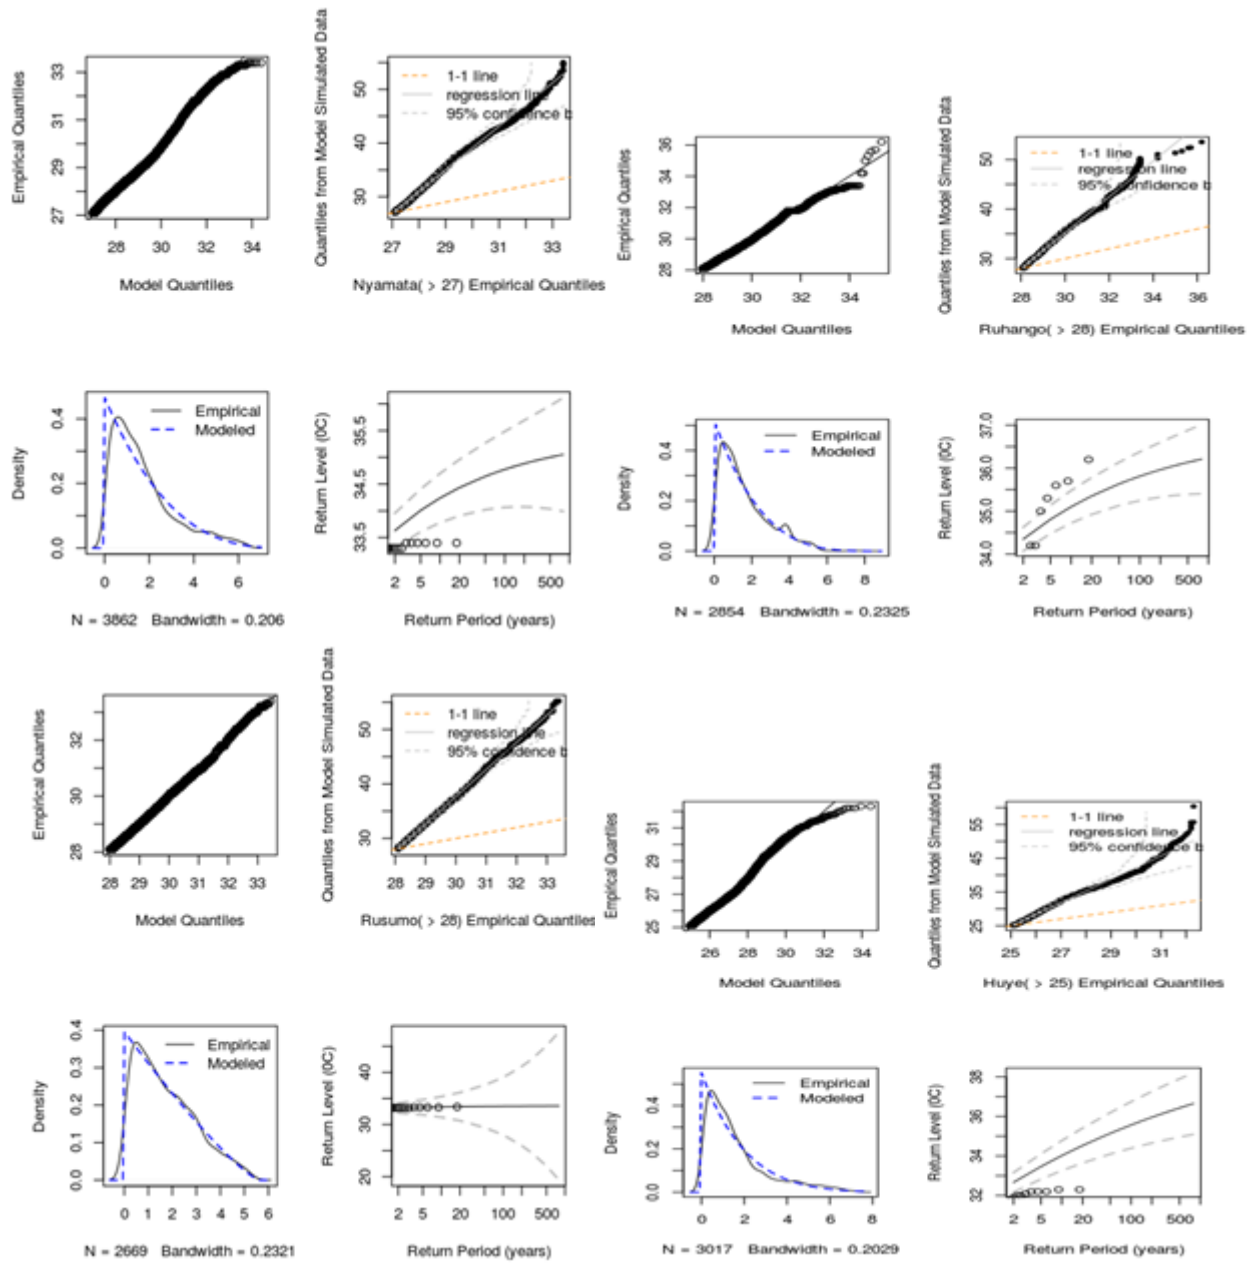 Empirical Quantiles
33
31
29
27
28 30 32 34
Model Quantiles
Quantiles from Model Simulated Data
50
40
30
1-1 line
regression line
95% confidence b
27 29 31 33
Nyamata( > 27) Empirical Quantiles
Empirical Quantiles
36
34
32
30
28
28 30 32 34
Model Quantiles
Quantiles from Model Simulated Data
50
40
30
1-1 line
regression line
95% confidence b
28 30 32 34 36
Ruhango( > 28) Empirical Quantiles
Density
0.4
0.2
0.0
Empirical
Modeled
0 2 4 6
N = 3862 Bandwidth = 0.206
Return Level (0C)
35.5
34.5
33.5
2 5 20 100 500
Return Period (years)
Density
0.4
0.2
0.0
Empirical
Modeled
0 2 4 6 8
N = 2854 Bandwidth = 0.2325
Return Level (0C)
37.0
36.0
35.0
34.0
2 5 20 100 500
Return Period (years)
Empirical Quantiles
32
30
28
28 29 30 31 32 33
Model Quantiles
Quantiles from Model Simulated Data
50
40
30
1-1 line
regression line
95% confidence b
28 29 30 31 32 33
Rusumo( > 28) Empirical Quantiles
Empirical Quantiles
31
29
27
25
26 28 30 32 34
Model Quantiles
Quantiles from Model Simulated Data
55
45
35
25
1-1 line
regression line
95% confidence b
25 27 29 31
Huye( > 25) Empirical Quantiles
Density
0.4
0.3
0.2
0.1
0.0
Empirical
Modeled
0 1 2 3 4 5 6
N = 2669 Bandwidth = 0.2321
Return Level (0C)
40
30
20
2 5 20 100 500
Return Period (years)
Density
0.4
0.2
0.0
Empirical
Modeled
0 2 4 6 8
N = 3017 Bandwidth = 0.2029
Return Level (0C)
38
36
34
32
2 5 20 100 500
Return Period (years)